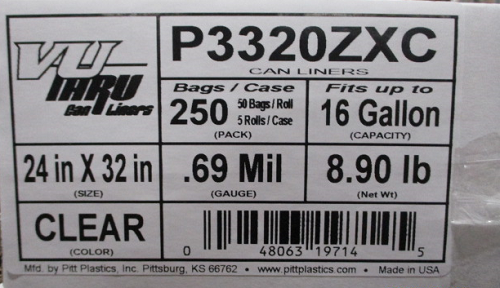 VU THRU
Can Liners
P3320ZXC
CAN LINERS
Bags / Case
250 50 Bags / Roll
5 Rolls / Case
(PACK)
Fits up to
16 Gallon
(CAPACITY)
24 in X 32 in
(SIZE)
.69 Mil
(GAUGE)
8.90 lb
(Net Wt)
CLEAR
(COLOR)
0 48063 19714 5
Mfd. by Pitt Plastics, Inc. Pittsburg, KS 66762 • www.pittplastics.com • Made in USA